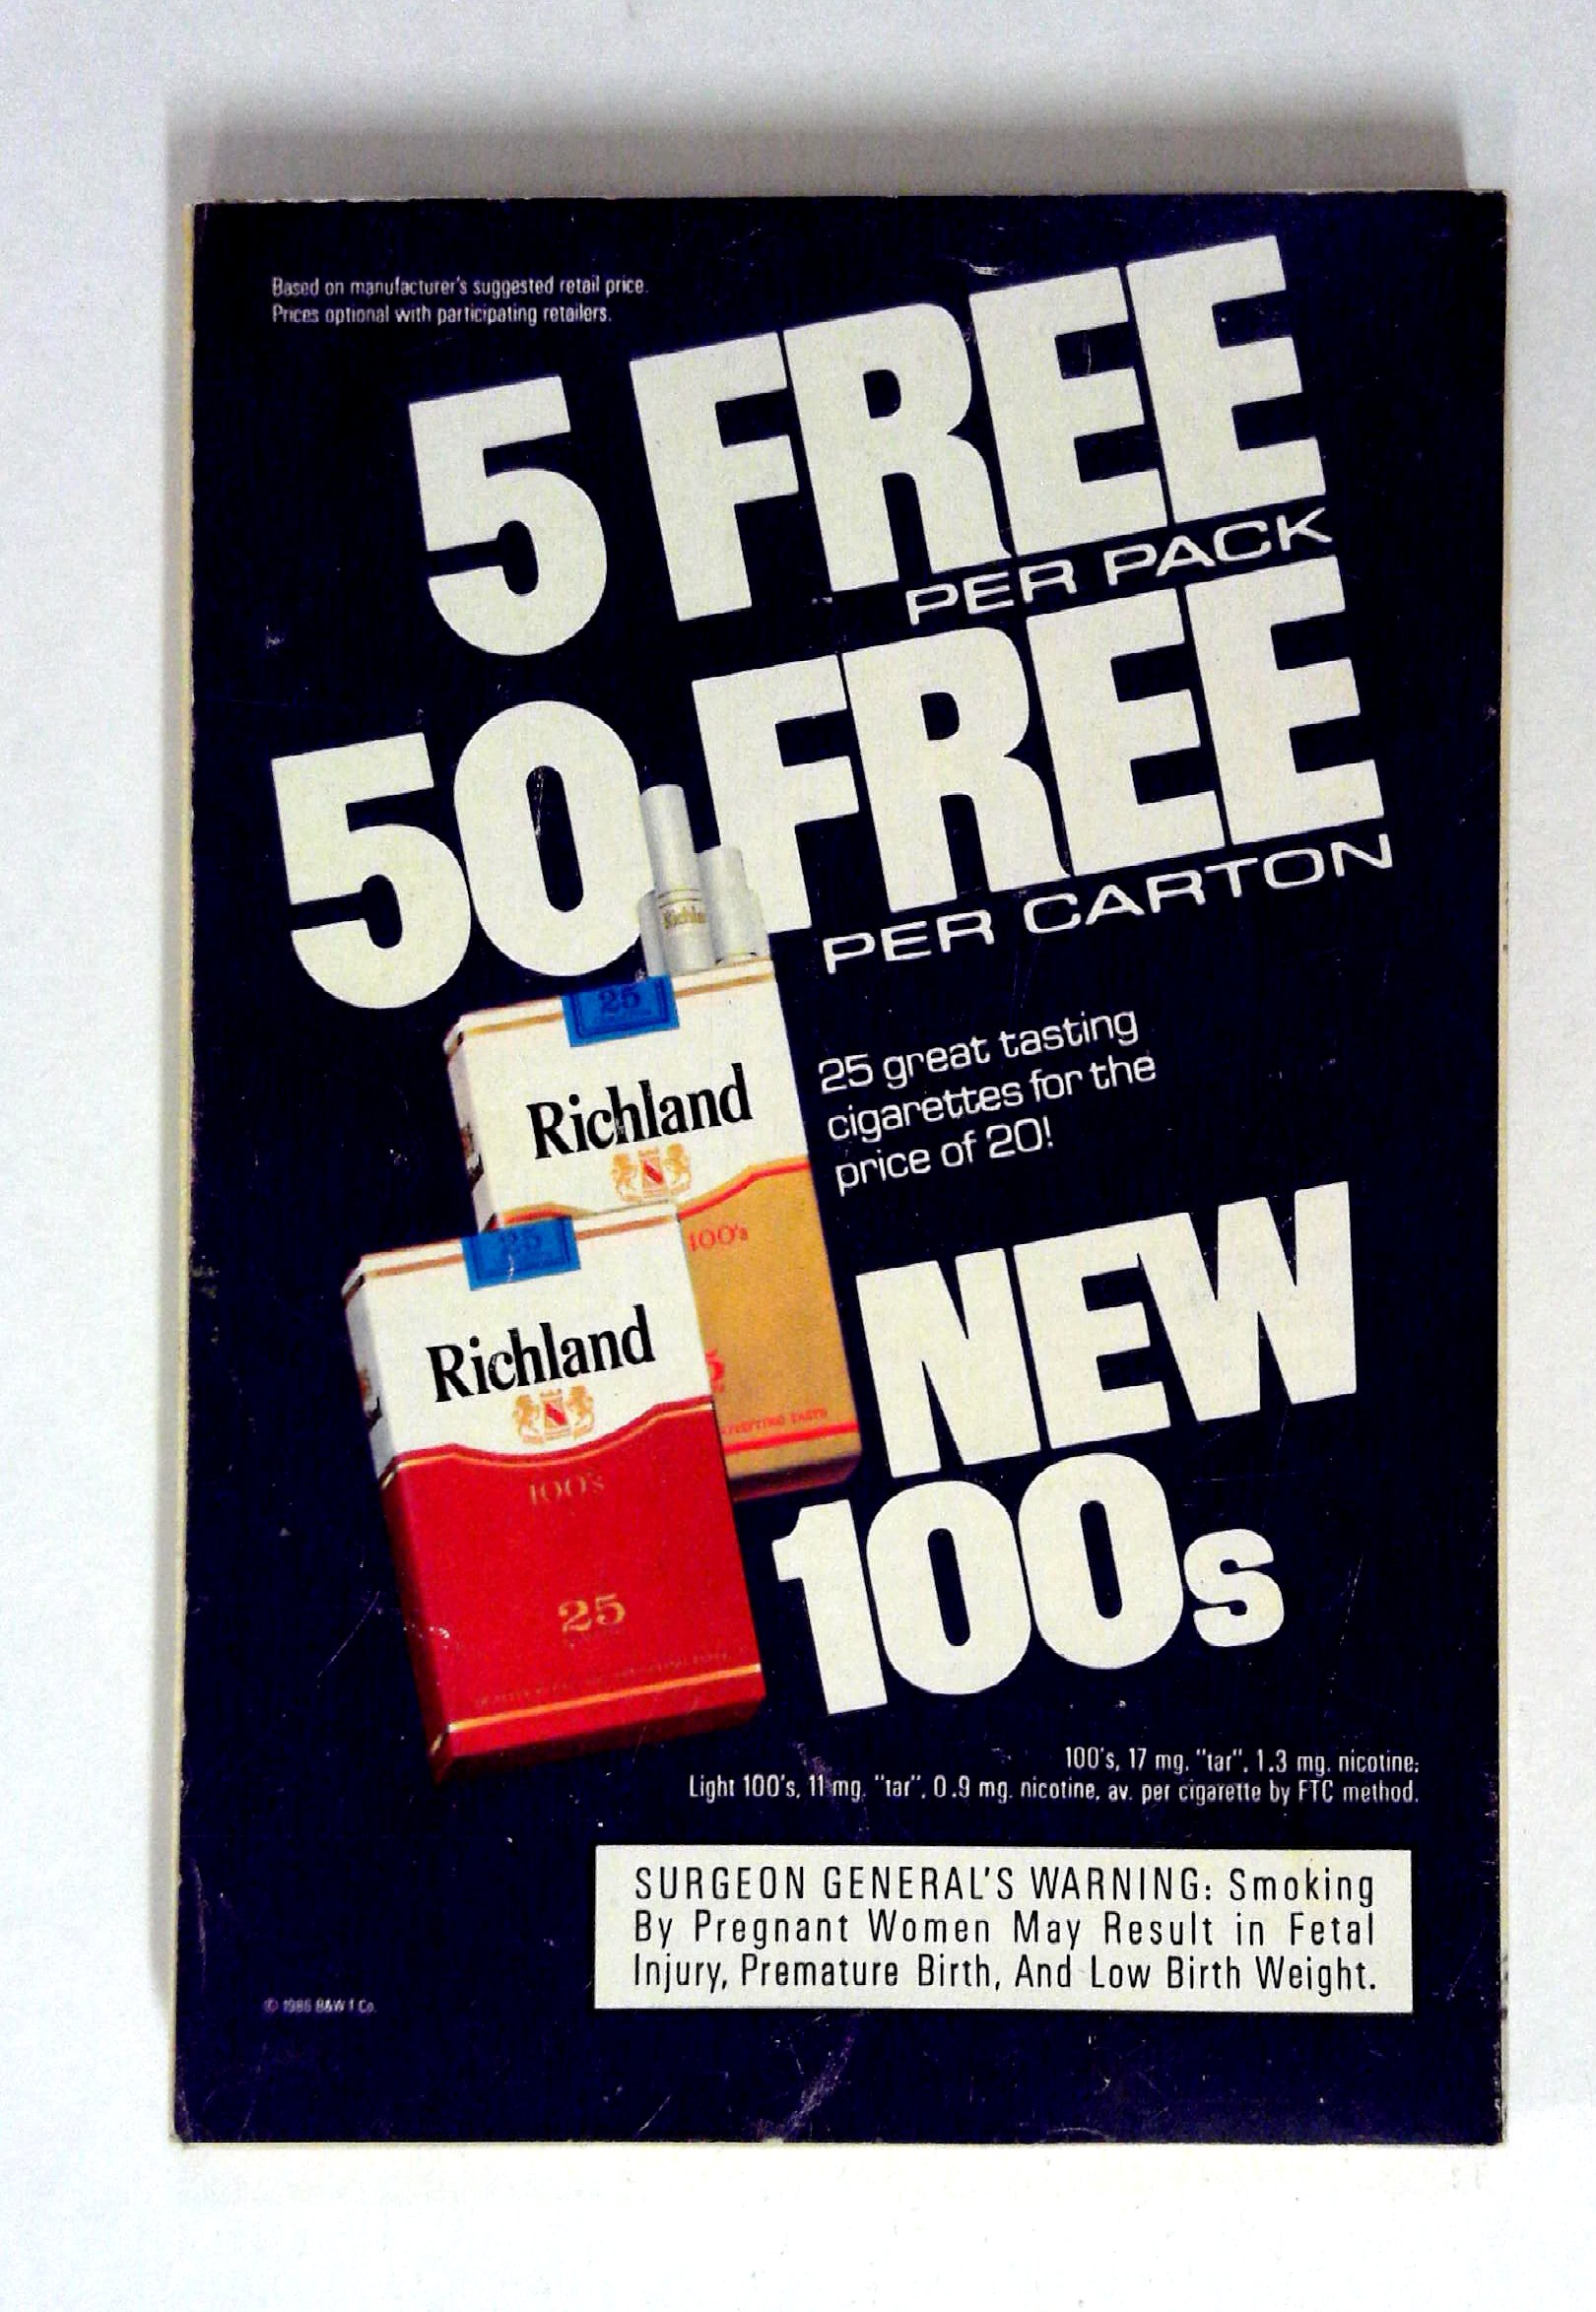 Based on manufacturer's suggested retail price.
Prices optional with participating retailers.
5 FREE
PER PACK
50 FREE
PER CARTON
Richland
25
Richland
100's
25 great tasting
cigarettes for the
price of 20!
25
Richland
100's
25
NEW
100s
100's, 17 mg. "tar", 1.3 mg. nicotine;
Light 100's, 11 mg. "tar", 0.9 mg. nicotine, av. per cigarette by FTC method.
SURGEON GENERAL'S WARNING: Smoking
By Pregnant Women May Result in Fetal
Injury, Premature Birth, And Low Birth Weight.
© 1986 B&W T Co.